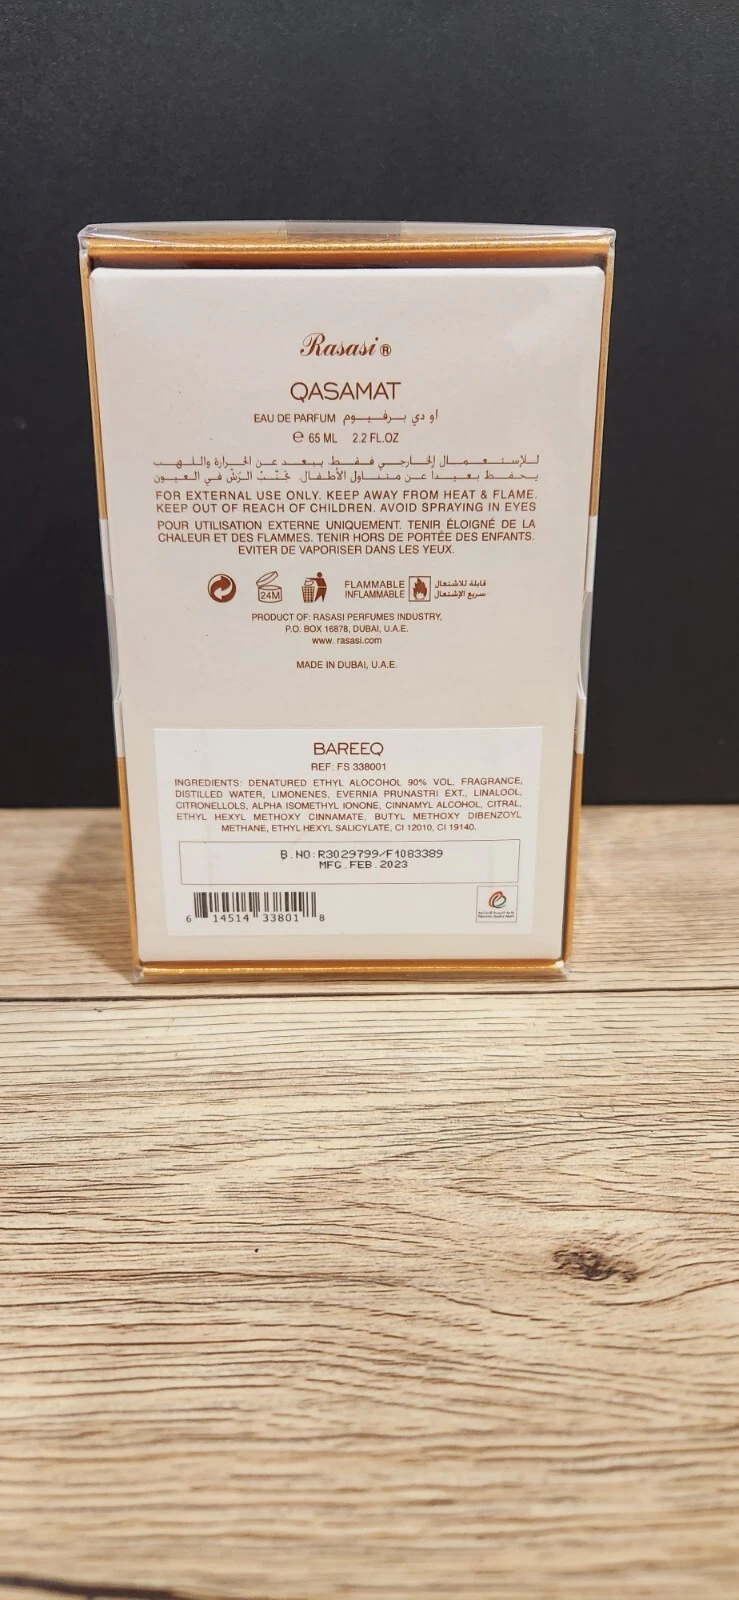 Rasasi ®
QASAMAT
EAU DE PARFUM او دي برفيوم
℮ 65 ML 2.2 FL.OZ
للإستعمال الخارجي فقط يبعد عن الحرارة واللهب
يحفظ بعيداً عن متناول الأطفال. تجنّب الرّش في العيون
FOR EXTERNAL USE ONLY. KEEP AWAY FROM HEAT & FLAME.
KEEP OUT OF REACH OF CHILDREN. AVOID SPRAYING IN EYES
POUR UTILISATION EXTERNE UNIQUEMENT. TENIR ÉLOIGNÉ DE LA
CHALEUR ET DES FLAMMES. TENIR HORS DE PORTÉE DES ENFANTS.
EVITER DE VAPORISER DANS LES YEUX.
24M
FLAMMABLE قابلة للاشتعال
INFLAMMABLE سريع الإشتعال
PRODUCT OF: RASASI PERFUMES INDUSTRY,
P.O. BOX 16878, DUBAI, U.A.E.
www. rasasi.com
MADE IN DUBAI, U.A.E.
BAREEQ
REF: FS 338001
INGREDIENTS: DENATURED ETHYL ALOCOHOL 90% VOL, FRAGRANCE,
DISTILLED WATER, LIMONENES, EVERNIA PRUNASTRI EXT., LINALOOL,
CITRONELLOLS, ALPHA ISOMETHYL IONONE, CINNAMYL ALCOHOL, CITRAL,
ETHYL HEXYL METHOXY CINNAMATE, BUTYL METHOXY DIBENZOYL
METHANE, ETHYL HEXYL SALICYLATE, CI 12010, CI 19140.
B.NO:R3029799/F1083389
MFG.FEB.2023
6 14514 33801 8